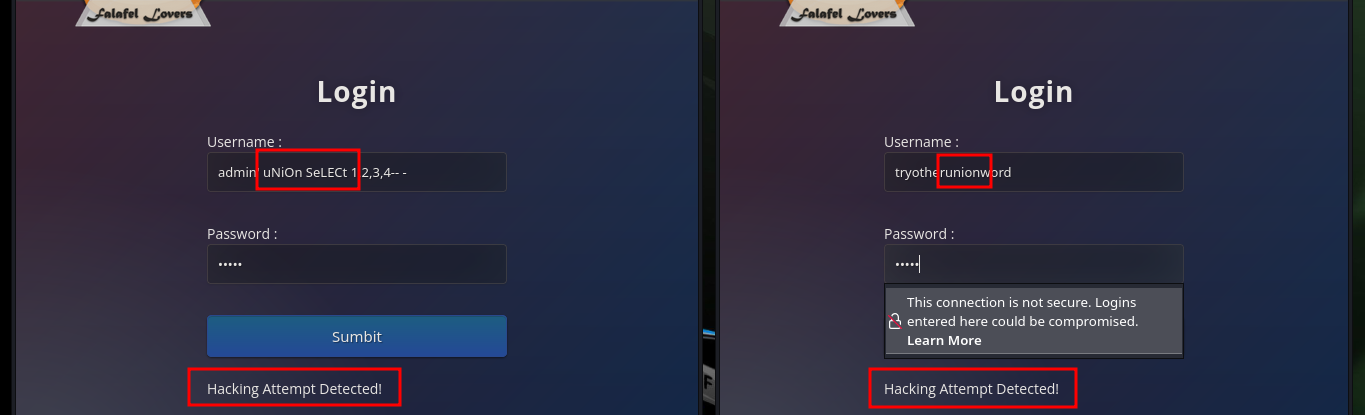 Falafel Lovers
Login
Username :
admin' uNiOn SeLECt 1,2,3,4-- -
Password :
•••••
Sumbit
Hacking Attempt Detected!
Falafel Lovers
Login
Username :
tryotherunionword
Password :
•••••
This connection is not secure. Logins
entered here could be compromised.
Learn More
Hacking Attempt Detected!
F